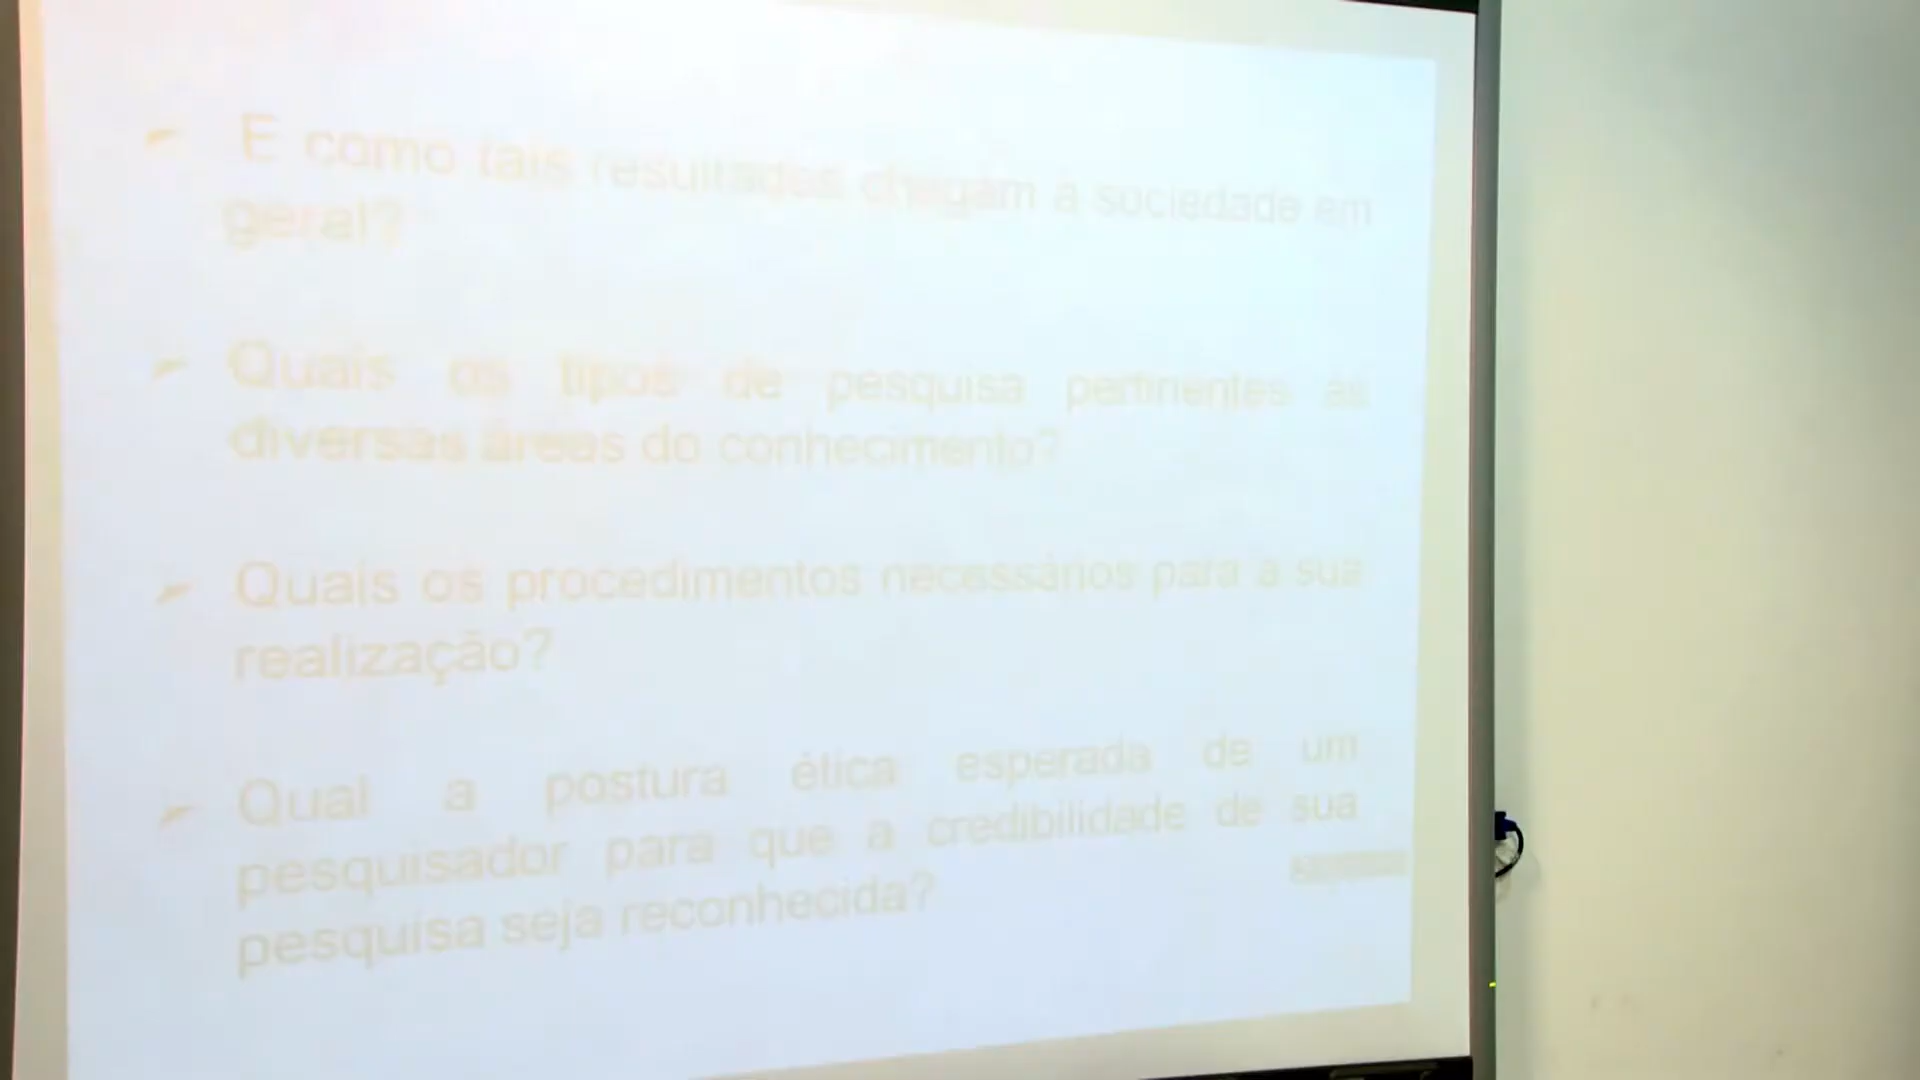 E como tais resultados chegam à sociedade em
geral?
Quais os tipos de pesquisa pertinentes às
diversas áreas do conhecimento?
Quais os procedimentos necessários para a sua
realização?
Qual a postura ética esperada de um
pesquisador para que a credibilidade de sua
pesquisa seja reconhecida?